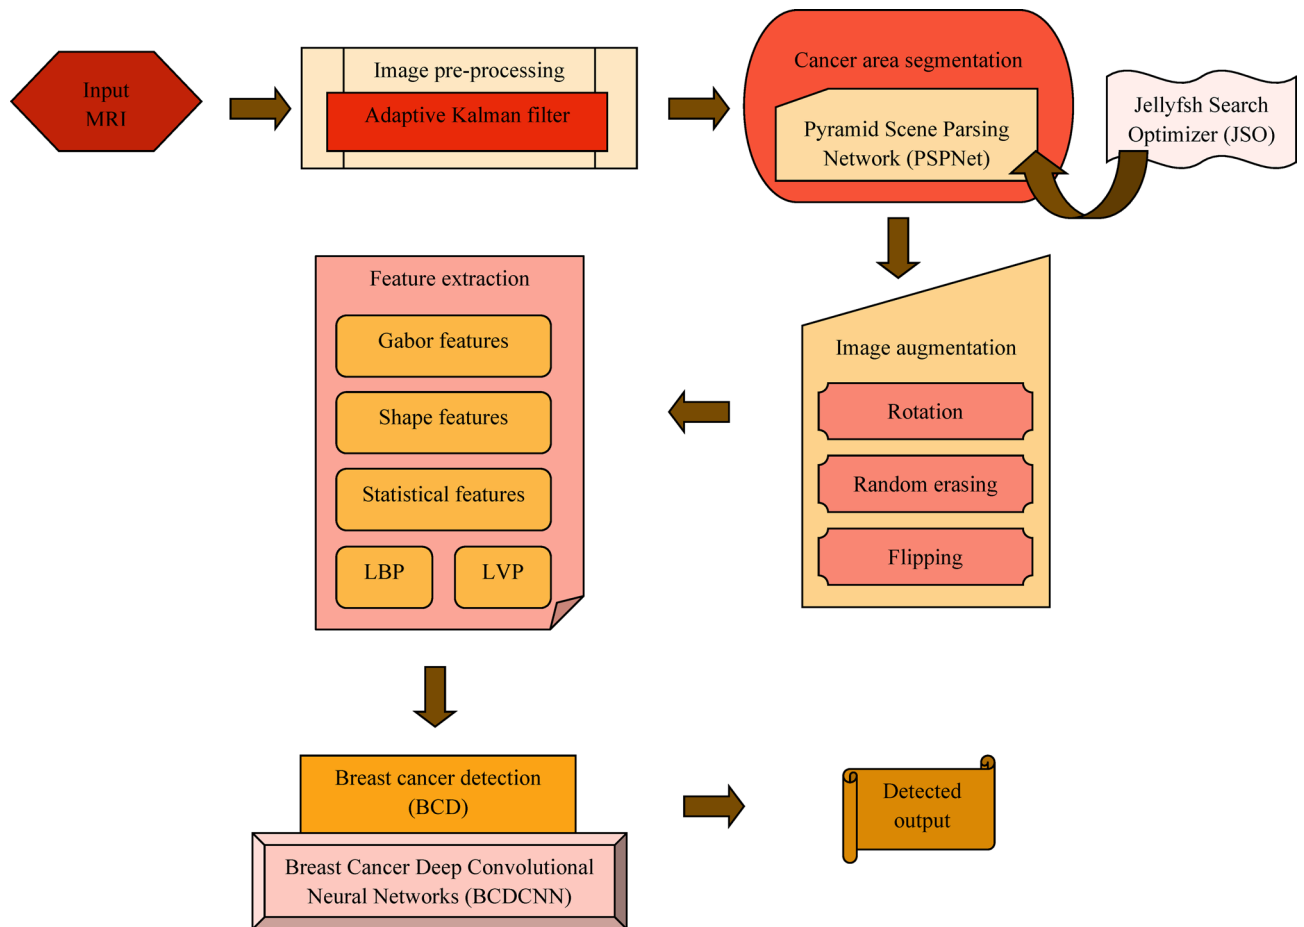 Input
MRI
Image pre-processing
Adaptive Kalman filter
Cancer area segmentation
Pyramid Scene Parsing
Network (PSPNet)
Jellyfsh Search
Optimizer (JSO)
Image augmentation
Rotation
Random erasing
Flipping
Feature extraction
Gabor features
Shape features
Statistical features
LBP
LVP
Breast cancer detection
(BCD)
Breast Cancer Deep Convolutional
Neural Networks (BCDCNN)
Detected
output